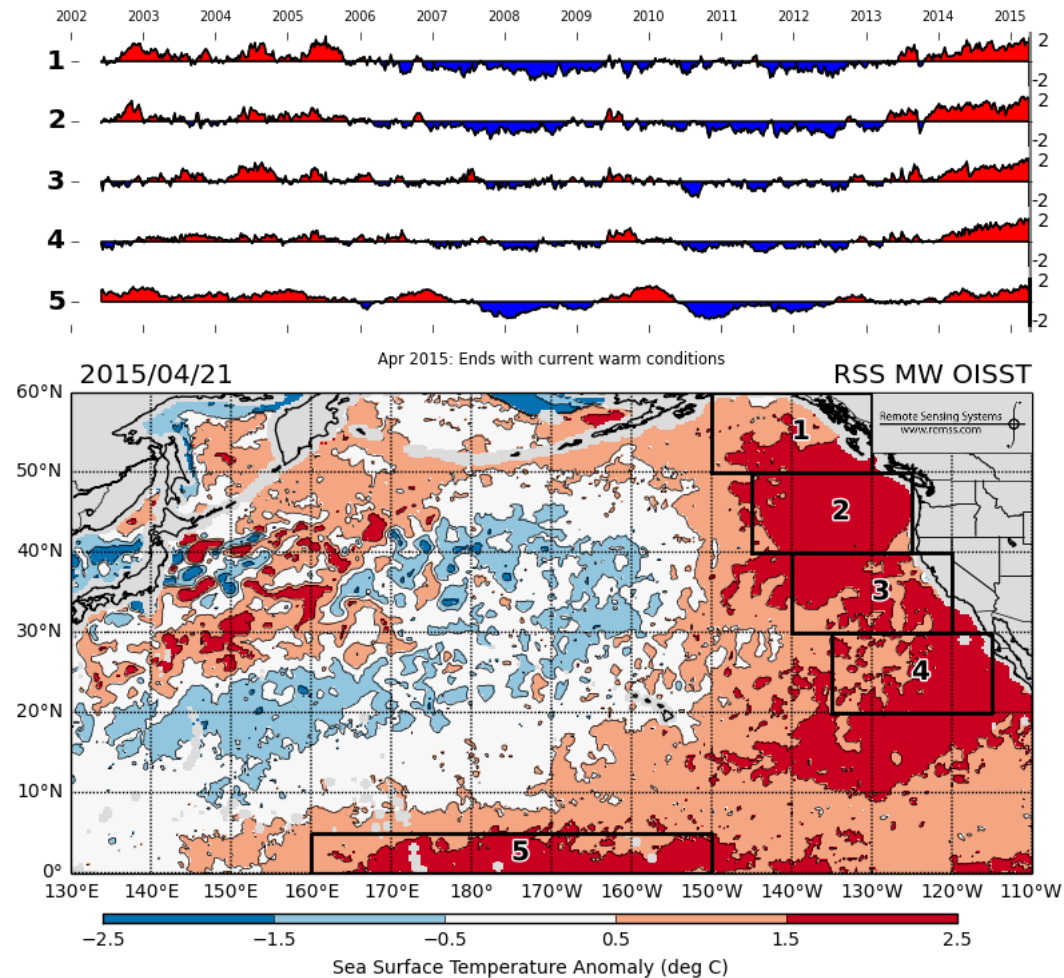 2002 2003 2004 2005 2006 2007 2008 2009 2010 2011 2012 2013 2014 2015
1 2 -2
2 2 -2
3 2 -2
4 2 -2
5 2 -2
Apr 2015: Ends with current warm conditions
2015/04/21 RSS MW OISST
60°N
Remote Sensing Systems
www.remss.com
1
50°N
2
40°N
3
30°N
4
20°N
10°N
5
0°
130°E 140°E 150°E 160°E 170°E 180° 170°W 160°W 150°W 140°W 130°W 120°W 110°W
−2.5 −1.5 −0.5 0.5 1.5 2.5
Sea Surface Temperature Anomaly (deg C)